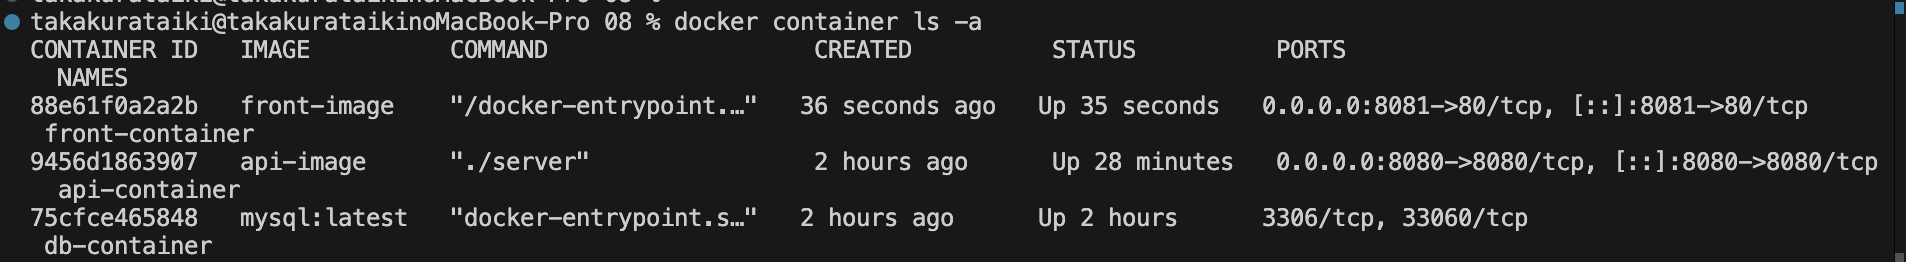 takakurataiki@takakurataikinoMacBook-Pro 08 % docker container ls -a
CONTAINER ID   IMAGE          COMMAND                   CREATED          STATUS          PORTS
  NAMES
88e61f0a2a2b   front-image    "/docker-entrypoint.…"   36 seconds ago   Up 35 seconds   0.0.0.0:8081->80/tcp, [::]:8081->80/tcp
 front-container
9456d1863907   api-image      "./server"                2 hours ago      Up 28 minutes   0.0.0.0:8080->8080/tcp, [::]:8080->8080/tcp
  api-container
75cfce465848   mysql:latest   "docker-entrypoint.s…"   2 hours ago      Up 2 hours      3306/tcp, 33060/tcp
 db-container